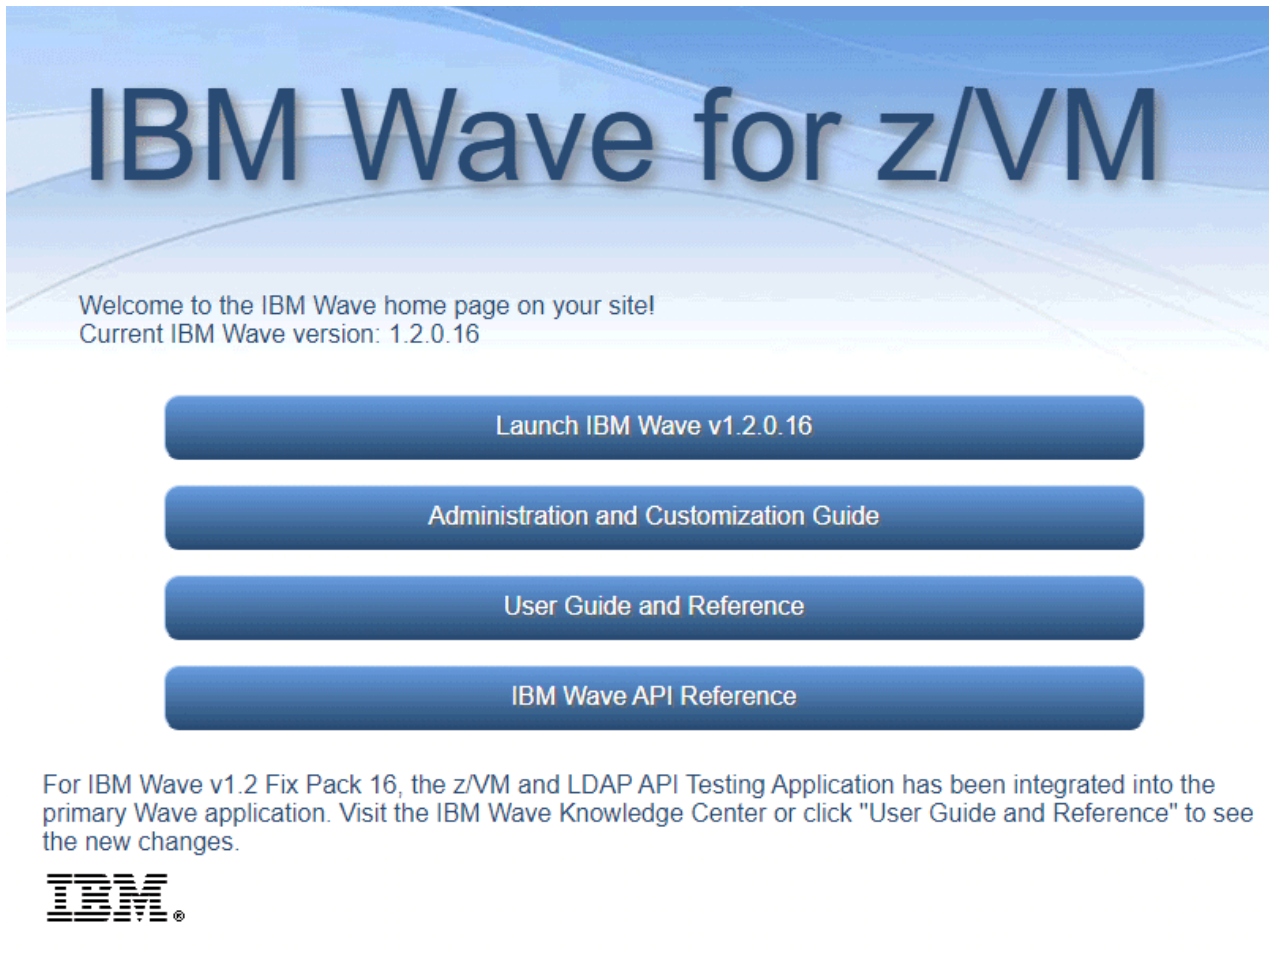 IBM Wave for z/VM
Welcome to the IBM Wave home page on your site!
Current IBM Wave version: 1.2.0.16
Launch IBM Wave v1.2.0.16
Administration and Customization Guide
User Guide and Reference
IBM Wave API Reference
For IBM Wave v1.2 Fix Pack 16, the z/VM and LDAP API Testing Application has been integrated into the
primary Wave application. Visit the IBM Wave Knowledge Center or click "User Guide and Reference" to see
the new changes.
IBM®